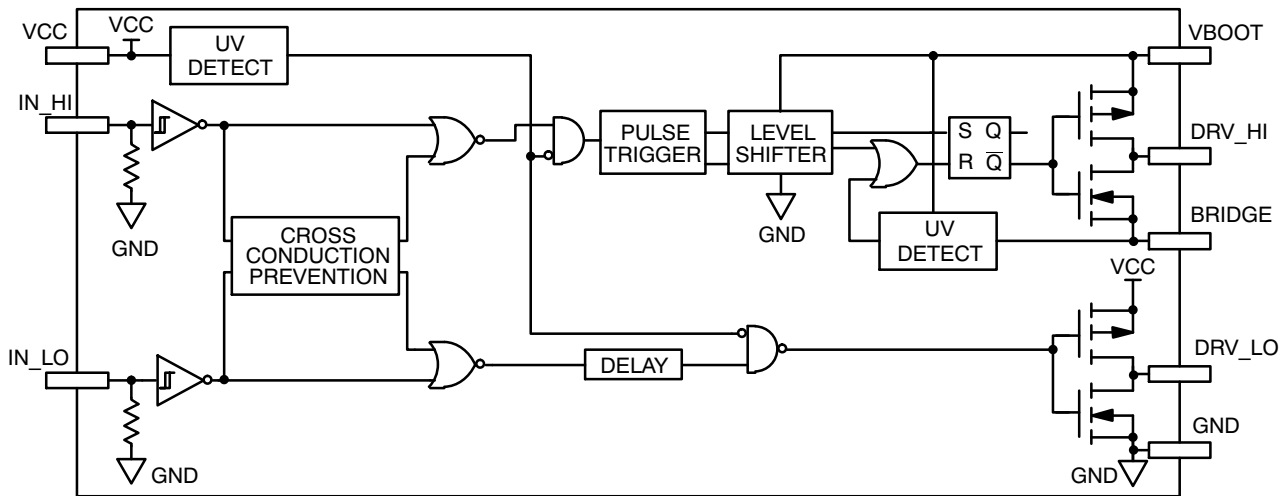 VCC
VCC
UV
DETECT
VBOOT
IN_HI
PULSE
TRIGGER
LEVEL
SHIFTER
S Q
R Q̅
DRV_HI
GND
CROSS
CONDUCTION
PREVENTION
GND
UV
DETECT
BRIDGE
VCC
IN_LO
DELAY
DRV_LO
GND
GND
GND